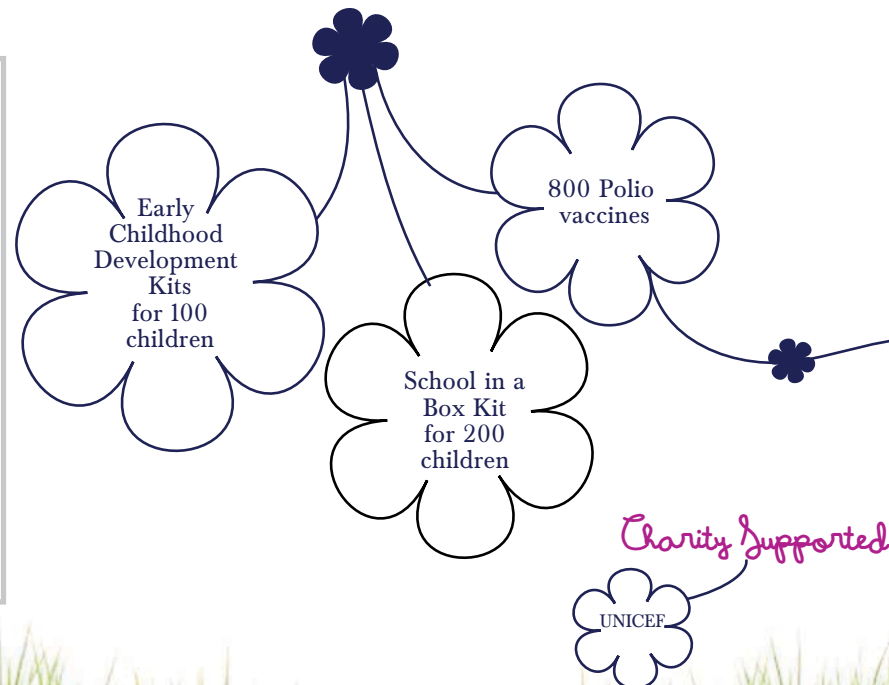 Early
Childhood
Development
Kits
for 100
children
800 Polio
vaccines
School in a
Box Kit
for 200
children
Charity Supported
UNICEF